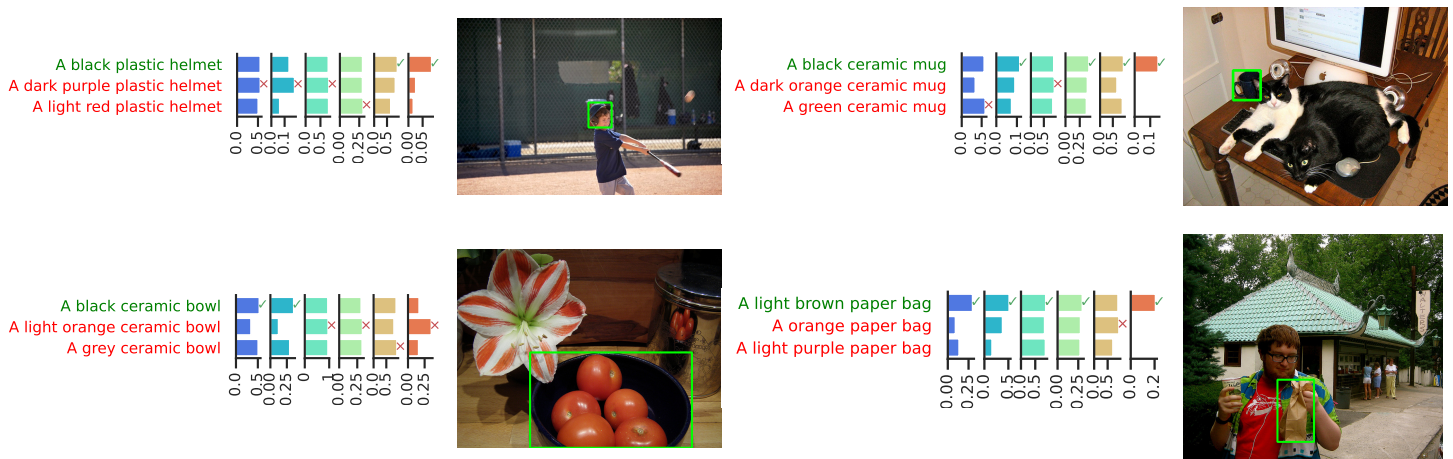 A black plastic helmet
A dark purple plastic helmet
A light red plastic helmet
✓ ✓
× × ×
×
0.0 0.5 0.0 0.1 0.0 0.5 0.00 0.25 0.0 0.5 0.00 0.05
A black ceramic mug
A dark orange ceramic mug
A green ceramic mug
✓ ✓ ✓ ✓
×
×
0.0 0.5 0.0 0.1 0.0 0.5 0.00 0.25 0.0 0.5 0.0 0.1
A black ceramic bowl
A light orange ceramic bowl
A grey ceramic bowl
✓ ✓
× × ×
×
0.0 0.5 0.00 0.25 0 1 0.00 0.25 0.0 0.5 0.00 0.25
A light brown paper bag
A orange paper bag
A light purple paper bag
✓ ✓ ✓ ✓ ✓
×
0.00 0.25 0.0 0.5 0.0 0.5 0.00 0.25 0.0 0.5 0.0 0.2